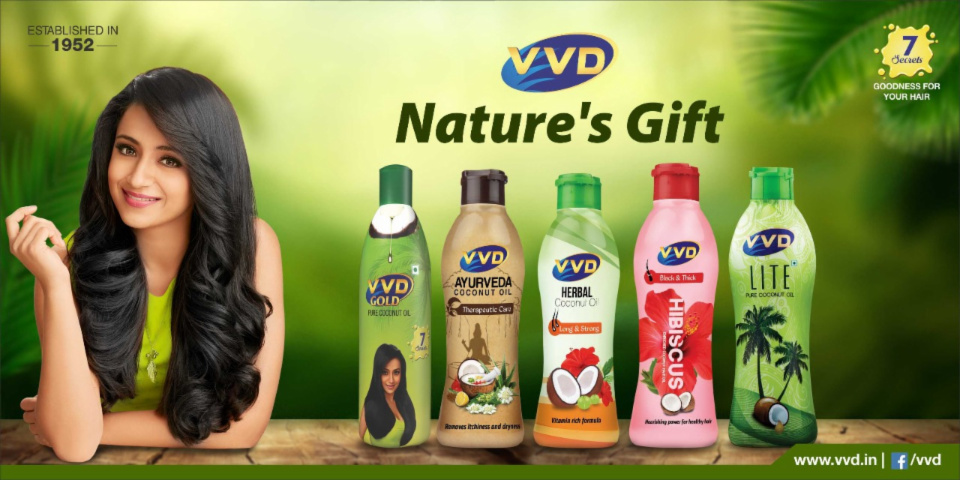 ESTABLISHED IN
1952
VVD
Nature's Gift
7
Secrets
GOODNESS FOR
YOUR HAIR
VVD
GOLD
PURE COCONUT OIL
7
VVD
AYURVEDA
COCONUT OIL
Therapeutic Care
Removes itchiness and dryness
VVD
HERBAL
Coconut Oil
Long & Strong
Vitamin rich formula
VVD
Black & Thick
HIBISCUS
Nourishing power for healthy hair
VVD
LITE
PURE COCONUT OIL
www.vvd.in | f /vvd